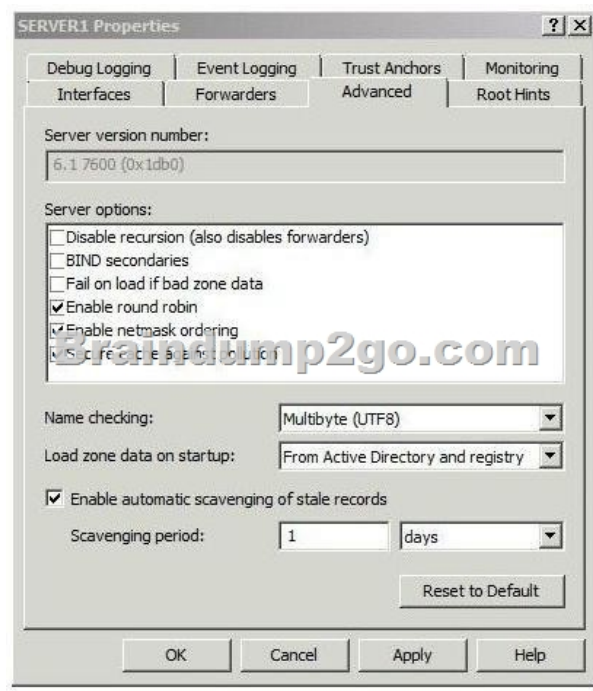 SERVER1 Properties
? X
Debug Logging
Event Logging
Trust Anchors
Monitoring
Interfaces
Forwarders
Advanced
Root Hints
Server version number:
6.1 7600 (0x1db0)
Server options:
Disable recursion (also disables forwarders)
BIND secondaries
Fail on load if bad zone data
Enable round robin
Enable netmask ordering
Secure cache against pollution
Braindump2go.com
Name checking:
Multibyte (UTF8)
Load zone data on startup:
From Active Directory and registry
Enable automatic scavenging of stale records
Scavenging period:
1
days
Reset to Default
OK
Cancel
Apply
Help